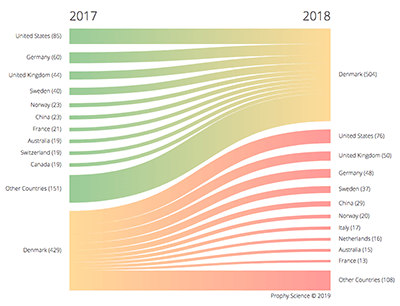 2017 2018
United States (85)
Germany (60)
United Kingdom (44)
Sweden (40)
Norway (23)
China (23)
France (21)
Australia (19)
Switzerland (19)
Canada (19)
Other Countries (151)
Denmark (429)
Denmark (504)
United States (76)
United Kingdom (50)
Germany (48)
Sweden (37)
China (29)
Norway (20)
Italy (17)
Netherlands (16)
Australia (15)
France (13)
Other Countries (108)
Prophy.Science © 2019